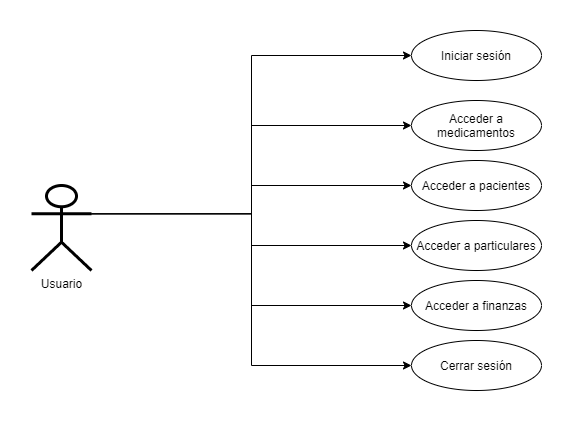 Iniciar sesión
Acceder a
medicamentos
Acceder a pacientes
Acceder a particulares
Usuario
Acceder a finanzas
Cerrar sesión